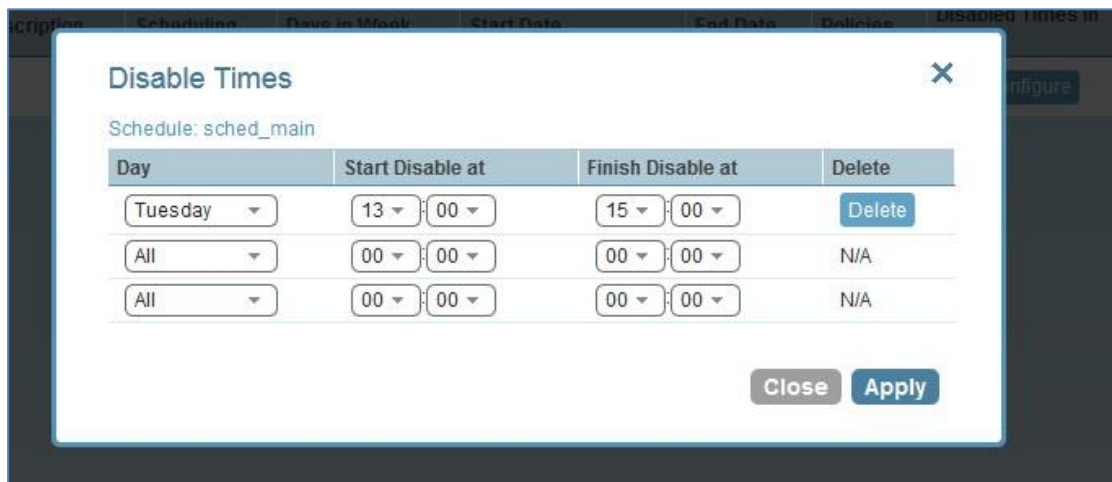 scription Scheduling Days in Week Start Date End Date Policies Disabled Times in
Disable Times ×
nfigure
Schedule: sched_main
Day Start Disable at Finish Disable at Delete
Tuesday 13 : 00 15 : 00 Delete
All 00 : 00 00 : 00 N/A
All 00 : 00 00 : 00 N/A
Close Apply